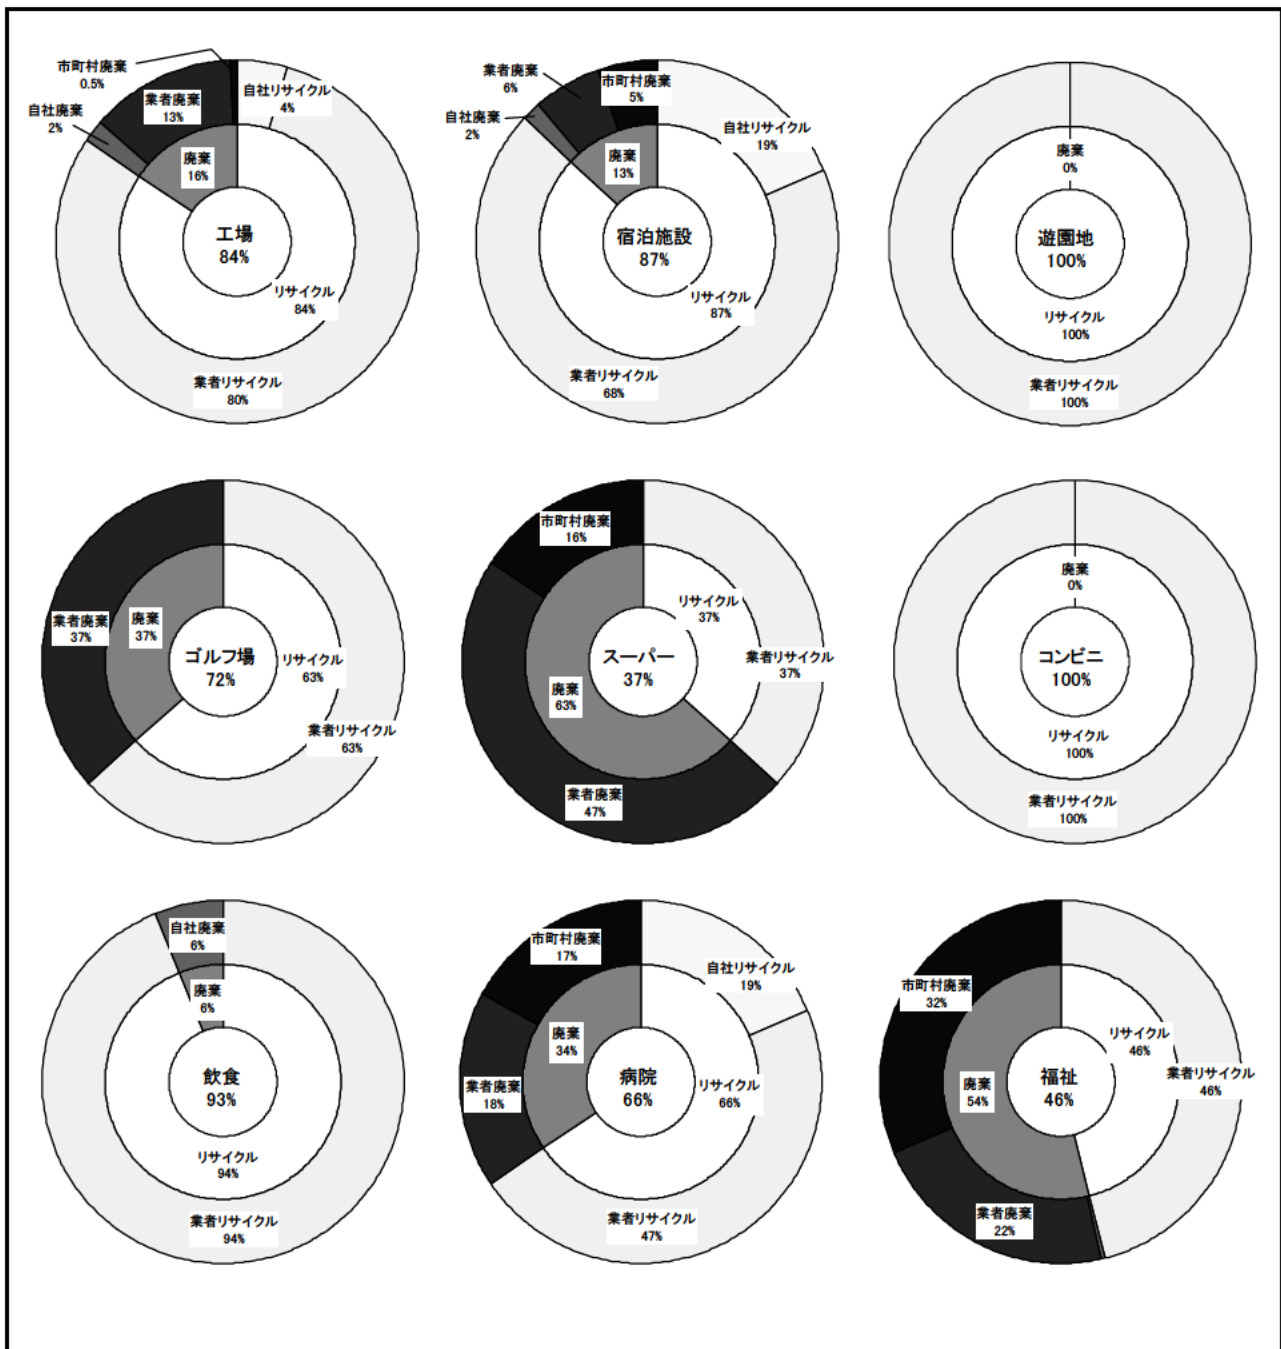 市町村廃棄
0.5%
自社廃棄
2%
業者廃棄
13%
自社リサイクル
4%
廃棄
16%
工場
84%
リサイクル
84%
業者リサイクル
80%
業者廃棄
6%
市町村廃棄
5%
自社廃棄
2%
自社リサイクル
19%
廃棄
13%
宿泊施設
87%
リサイクル
87%
業者リサイクル
68%
廃棄
0%
遊園地
100%
リサイクル
100%
業者リサイクル
100%
業者廃棄
37%
廃棄
37%
ゴルフ場
72%
リサイクル
63%
業者リサイクル
63%
市町村廃棄
16%
リサイクル
37%
スーパー
37%
業者リサイクル
37%
廃棄
63%
業者廃棄
47%
廃棄
0%
コンビニ
100%
リサイクル
100%
業者リサイクル
100%
自社廃棄
6%
廃棄
6%
飲食
93%
リサイクル
94%
業者リサイクル
94%
市町村廃棄
17%
自社リサイクル
19%
廃棄
34%
業者廃棄
18%
病院
66%
リサイクル
66%
業者リサイクル
47%
市町村廃棄
32%
リサイクル
46%
廃棄
54%
福祉
46%
業者リサイクル
46%
業者廃棄
22%